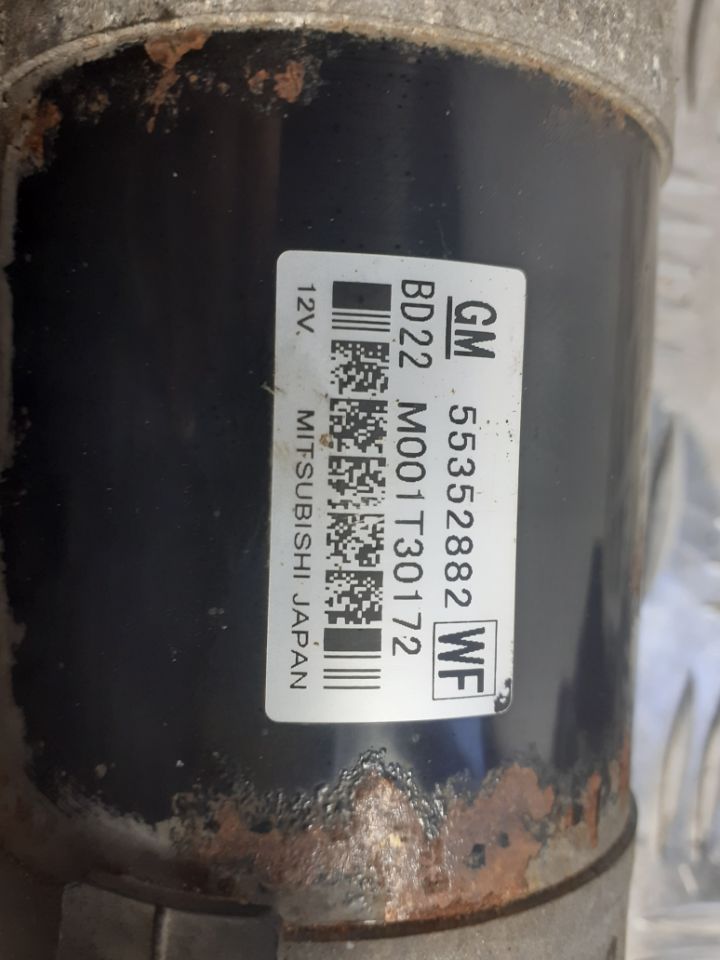 GM 55352882 WF
BD22 M001T30172
12V. MITSUBISHI JAPAN